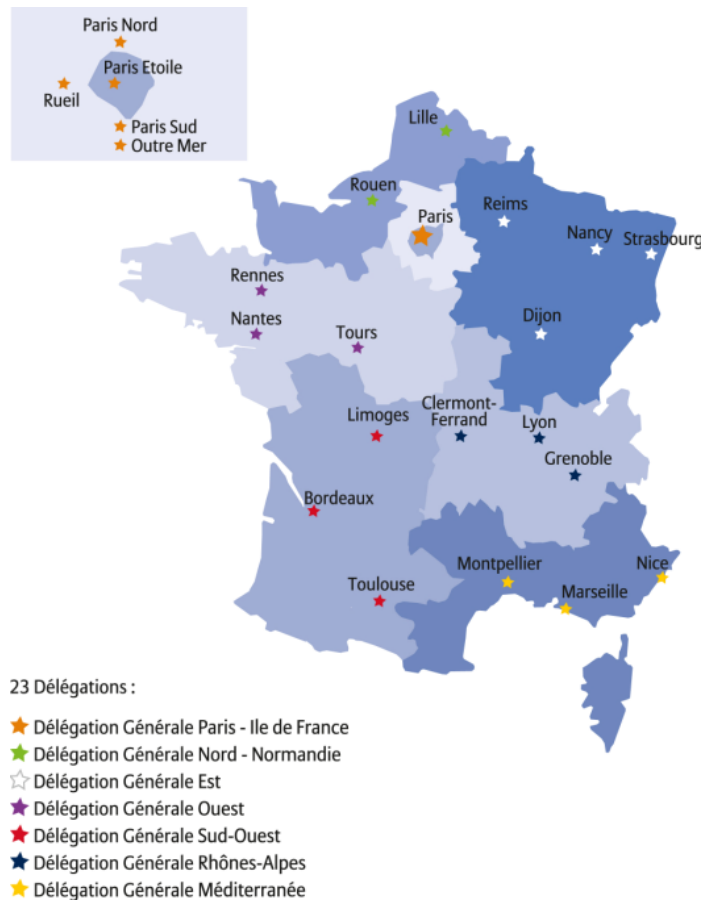 Paris Nord
Paris Etoile
Rueil
Paris Sud
Outre Mer
Lille
Rouen
Paris
Reims
Nancy
Strasbourg
Rennes
Nantes
Tours
Dijon
Limoges
Clermont-
Ferrand
Lyon
Grenoble
Bordeaux
Toulouse
Montpellier
Marseille
Nice
23 Délégations :
Délégation Générale Paris - Ile de France
Délégation Générale Nord - Normandie
Délégation Générale Est
Délégation Générale Ouest
Délégation Générale Sud-Ouest
Délégation Générale Rhônes-Alpes
Délégation Générale Méditerranée